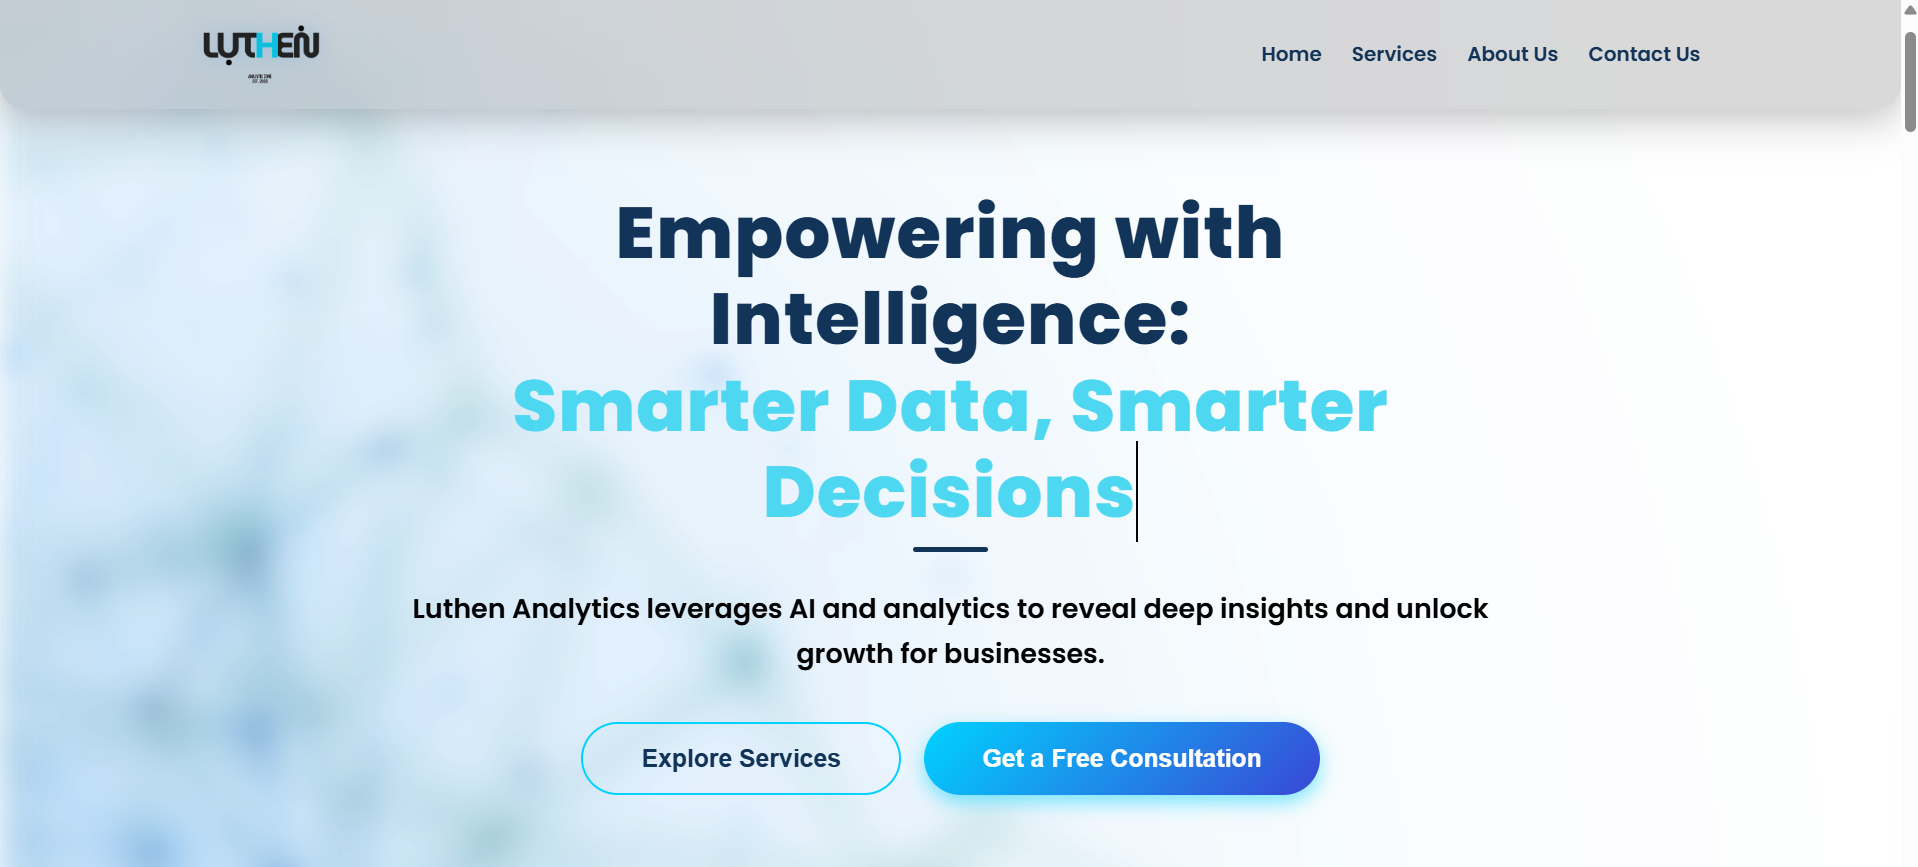 LUTHEN
Home Services About Us Contact Us
Empowering with
Intelligence:
Smarter Data, Smarter
Decisions
Luthen Analytics leverages AI and analytics to reveal deep insights and unlock
growth for businesses.
Explore Services Get a Free Consultation